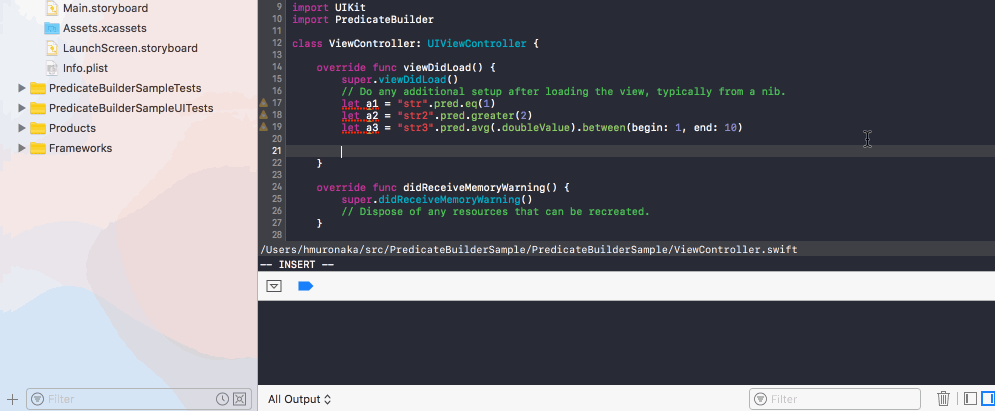 Main.storyboard
Assets.xcassets
LaunchScreen.storyboard
Info.plist
PredicateBuilderSampleTests
PredicateBuilderSampleUITests
Products
Frameworks
Filter
9 import UIKit
10 import PredicateBuilder
11
12 class ViewController: UIViewController {
13
14 override func viewDidLoad() {
15 super.viewDidLoad()
16 // Do any additional setup after loading the view, typically from a nib.
17 let a1 = "str".pred.eq(1)
18 let a2 = "str2".pred.greater(2)
19 let a3 = "str3".pred.avg(.doubleValue).between(begin: 1, end: 10)
20
21
22 }
23
24 override func didReceiveMemoryWarning() {
25 super.didReceiveMemoryWarning()
26 // Dispose of any resources that can be recreated.
27 }
28
/Users/hmuronaka/src/PredicateBuilderSample/PredicateBuilderSample/ViewController.swift
-- INSERT --
All Output
Filter